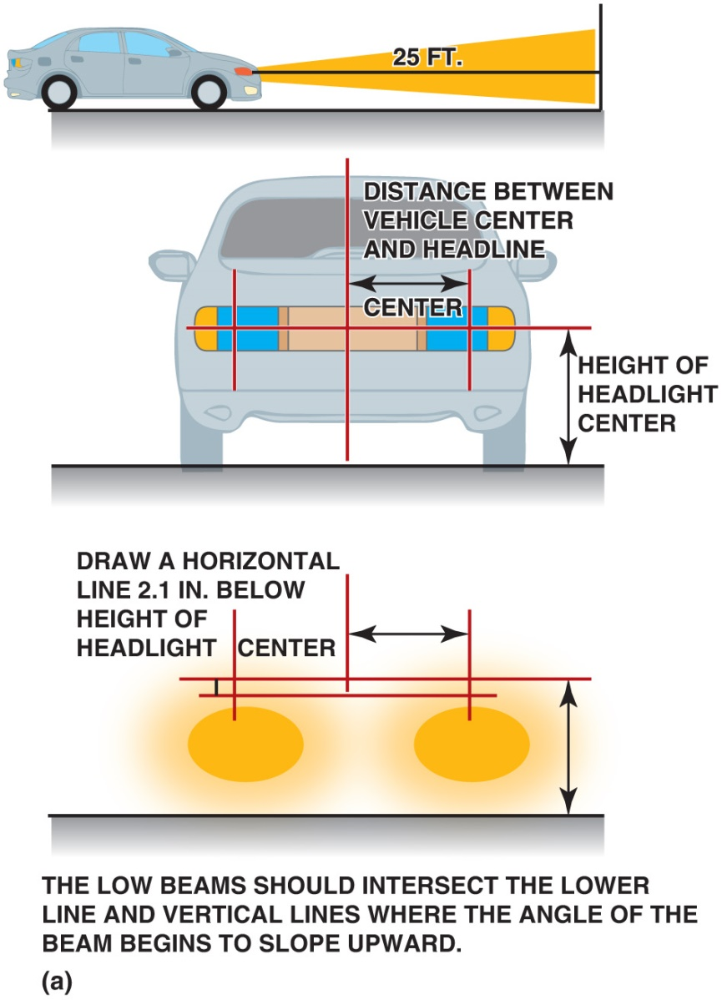 25 FT.
DISTANCE BETWEEN
VEHICLE CENTER
AND HEADLINE
CENTER
HEIGHT OF
HEADLIGHT
CENTER
DRAW A HORIZONTAL
LINE 2.1 IN. BELOW
HEIGHT OF
HEADLIGHT CENTER
THE LOW BEAMS SHOULD INTERSECT THE LOWER
LINE AND VERTICAL LINES WHERE THE ANGLE OF THE
BEAM BEGINS TO SLOPE UPWARD.
(a)